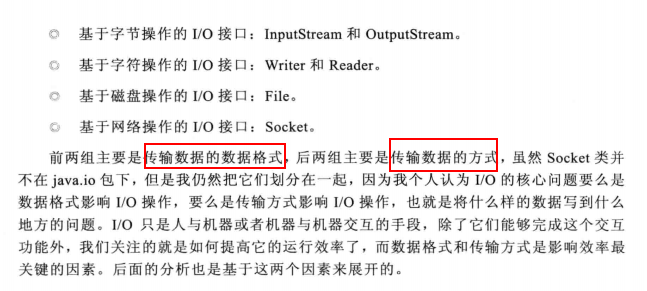 ◎ 基于字节操作的 I/O 接口：InputStream 和 OutputStream。
◎ 基于字符操作的 I/O 接口：Writer 和 Reader。
◎ 基于磁盘操作的 I/O 接口：File。
◎ 基于网络操作的 I/O 接口：Socket。
前两组主要是传输数据的数据格式，后两组主要是传输数据的方式，虽然 Socket 类并
不在 java.io 包下，但是我仍然把它们划分在一起，因为我个人认为 I/O 的核心问题要么是
数据格式影响 I/O 操作，要么是传输方式影响 I/O 操作，也就是将什么样的数据写到什么
地方的问题。I/O 只是人与机器或者机器与机器交互的手段，除了它们能够完成这个交互
功能外，我们关注的就是如何提高它的运行效率了，而数据格式和传输方式是影响效率最
关键的因素。后面的分析也是基于这两个因素来展开的。